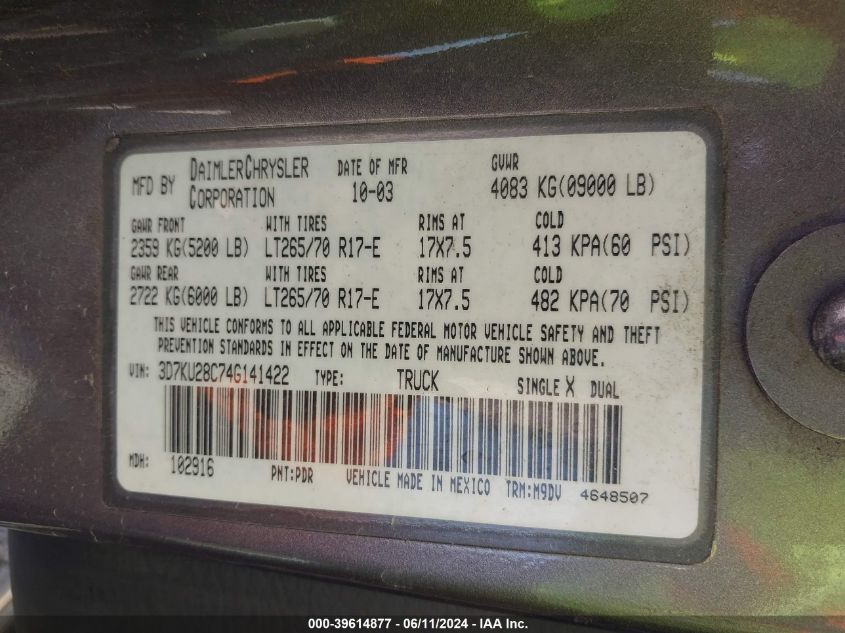 MFD BY DAIMLERCHRYSLER CORPORATION DATE OF MFR 10-03 GVWR 4083 KG(09000 LB)
GAWR FRONT WITH TIRES RIMS AT COLD
2359 KG(5200 LB) LT265/70 R17-E 17X7.5 413 KPA(60 PSI)
GAWR REAR WITH TIRES RIMS AT COLD
2722 KG(6000 LB) LT265/70 R17-E 17X7.5 482 KPA(70 PSI)
THIS VEHICLE CONFORMS TO ALL APPLICABLE FEDERAL MOTOR VEHICLE SAFETY AND THEFT
PREVENTION STANDARDS IN EFFECT ON THE DATE OF MANUFACTURE SHOWN ABOVE.
VIN: 3D7KU28C74G141422 TYPE: TRUCK SINGLE X DUAL
MDH: 102916 PNT:PDR VEHICLE MADE IN MEXICO TRM:M9DV 4648507
000-39614877 - 06/11/2024 - IAA Inc.